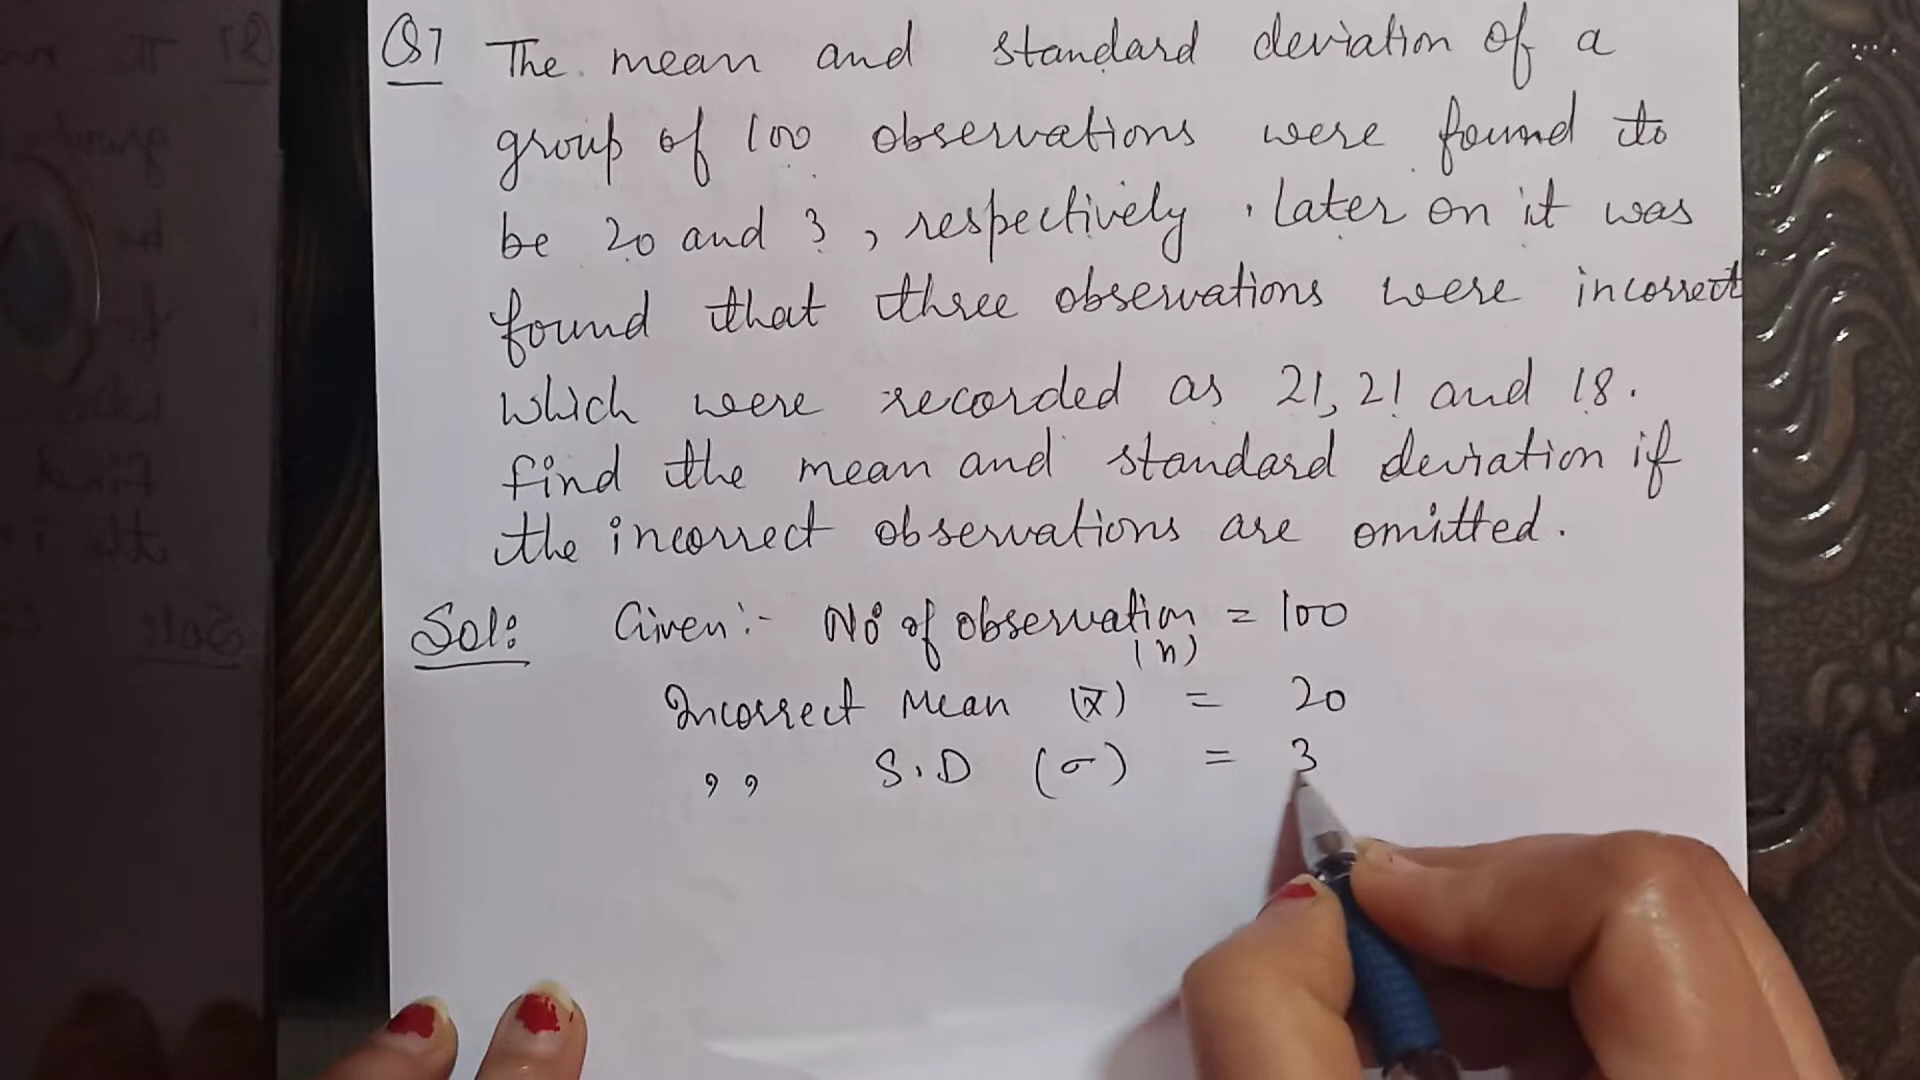 Q7 The mean and standard deviation of a
group of 100 observations were found to
be 20 and 3, respectively. Later on it was
found that three observations were incorrect
which were recorded as 21, 21 and 18.
find the mean and standard deviation if
the incorrect observations are omitted.
Sol: Given:- No of observation = 100
(n)
Incorrect Mean (x̄) = 20
,, S.D (σ) = 3